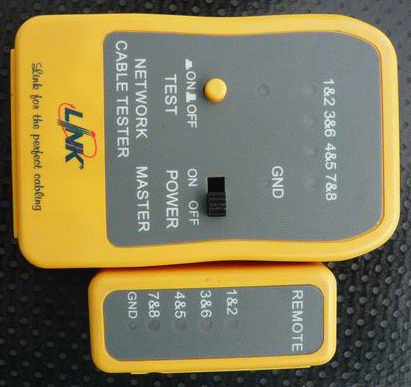 1&2 3&6 4&5 7&8
GND
ON OFF
TEST
ON OFF
POWER
NETWORK MASTER
CABLE TESTER
LINK
Link for the perfect cabling
REMOTE
1&2
3&6
4&5
7&8
GND